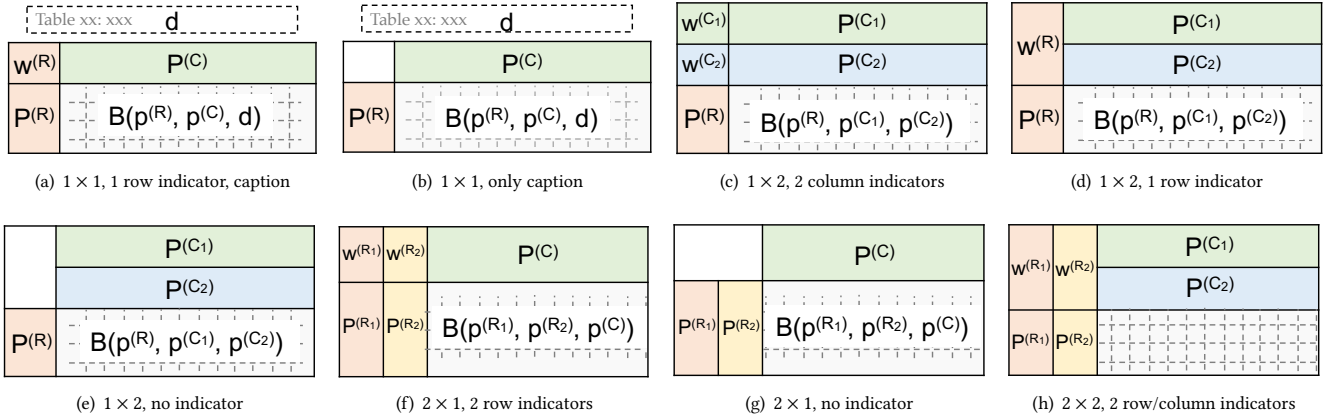 Table xx: xxx d
w(R) P(C)
P(R) B(p(R), p(C), d)
(a) 1 × 1, 1 row indicator, caption
Table xx: xxx d
P(C)
P(R) B(p(R), p(C), d)
(b) 1 × 1, only caption
w(C1) P(C1)
w(C2) P(C2)
P(R) B(p(R), p(C1), p(C2))
(c) 1 × 2, 2 column indicators
w(R) P(C1)
P(C2)
P(R) B(p(R), p(C1), p(C2))
(d) 1 × 2, 1 row indicator
P(C1)
P(C2)
P(R) B(p(R), p(C1), p(C2))
(e) 1 × 2, no indicator
w(R1) w(R2) P(C)
P(R1) P(R2) B(p(R1), p(R2), p(C))
(f) 2 × 1, 2 row indicators
P(C)
P(R1) P(R2) B(p(R1), p(R2), p(C))
(g) 2 × 1, no indicator
w(R1) w(R2) P(C1)
P(C2)
P(R1) P(R2)
(h) 2 × 2, 2 row/column indicators